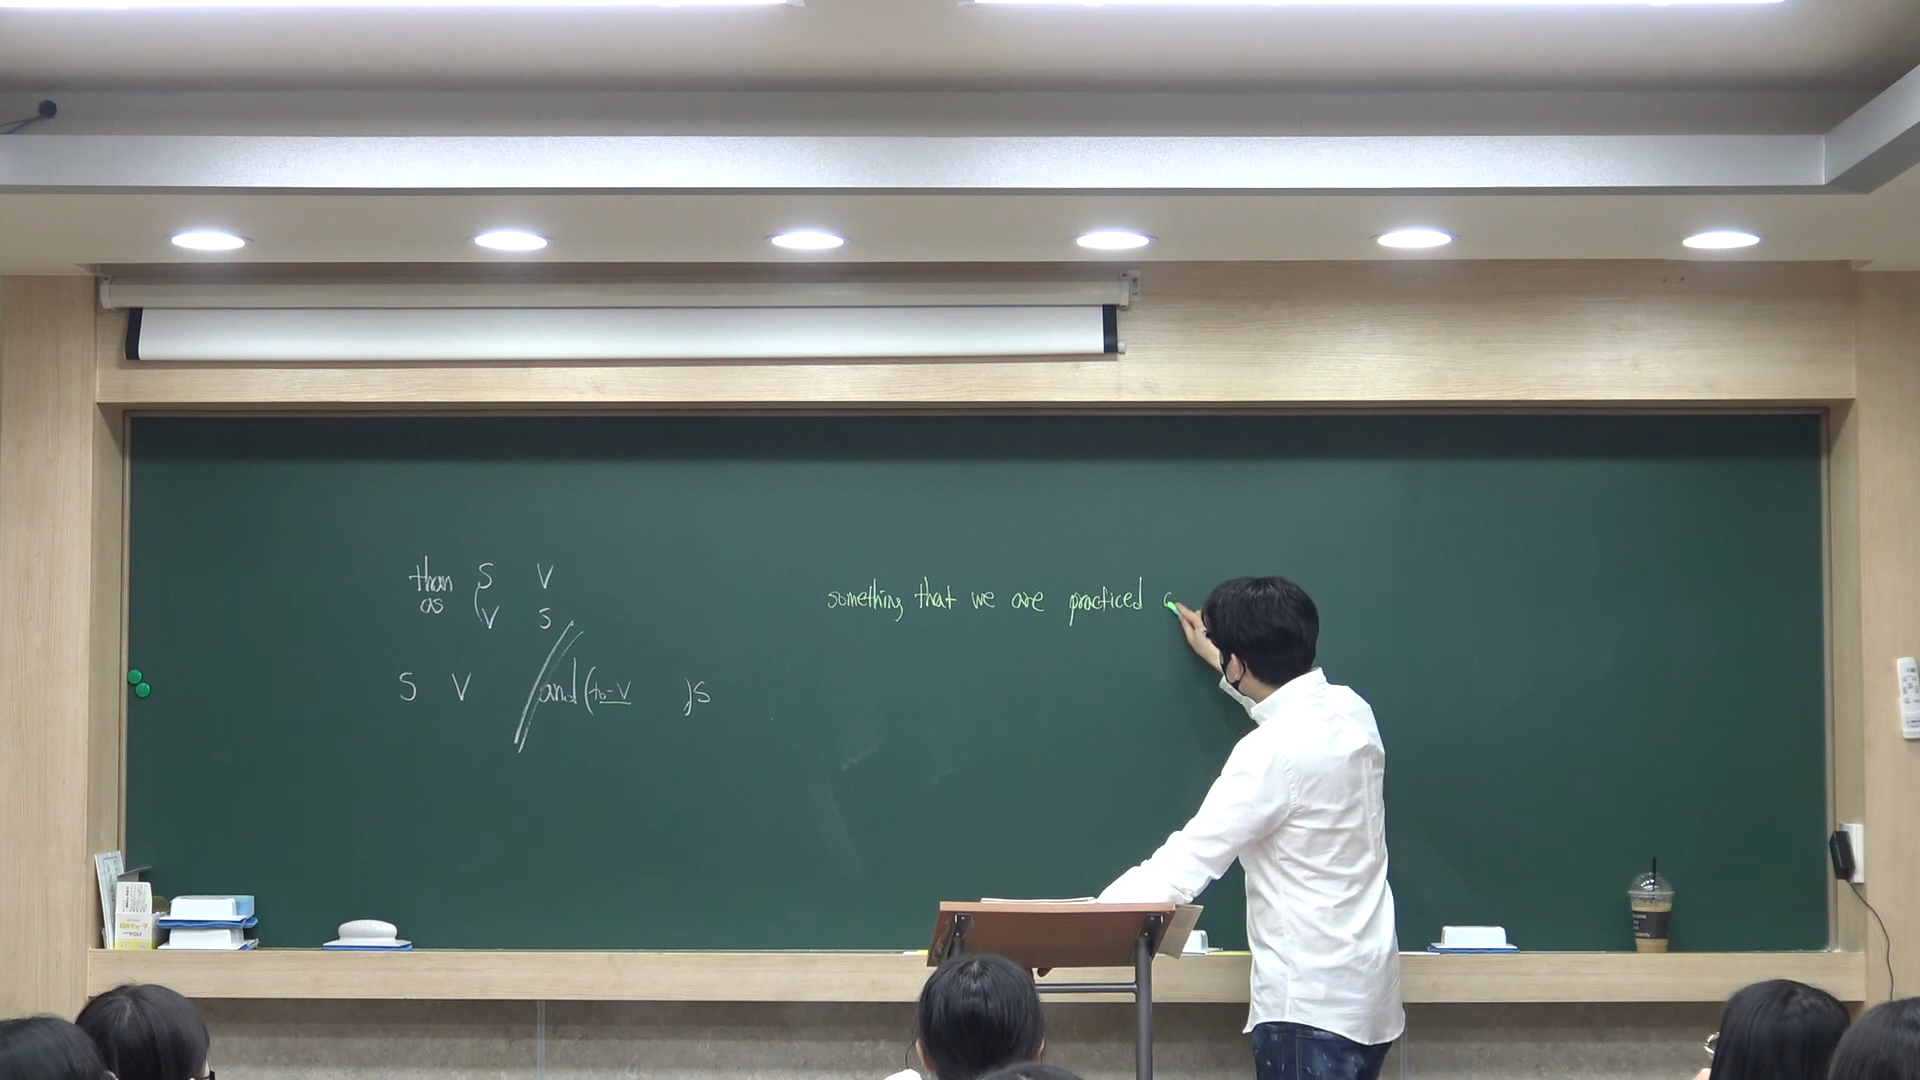 than S V
as ( V S
S V // and (to-V )S
something that we are practiced